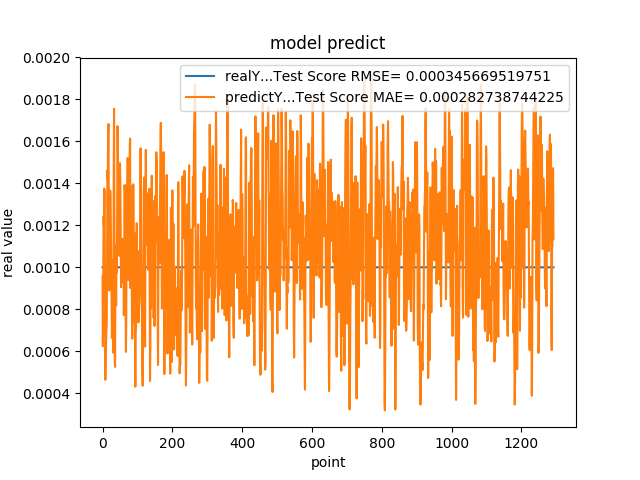 model predict
realY...Test Score RMSE= 0.000345669519751
predictY...Test Score MAE= 0.000282738744225
real value
0.0020
0.0018
0.0016
0.0014
0.0012
0.0010
0.0008
0.0006
0.0004
0 200 400 600 800 1000 1200
point